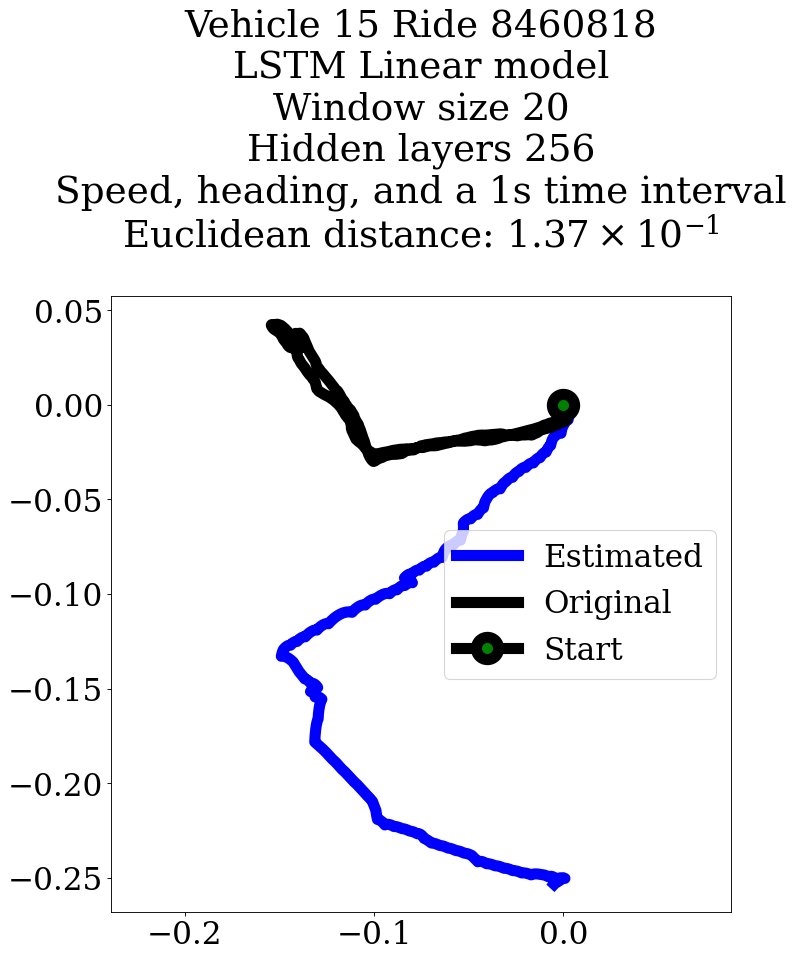 Vehicle 15 Ride 8460818
LSTM Linear model
Window size 20
Hidden layers 256
Speed, heading, and a 1s time interval
Euclidean distance: 1.37 × 10⁻¹
0.05
0.00
−0.05
−0.10
−0.15
−0.20
−0.25
Estimated
Original
Start
−0.2 −0.1 0.0